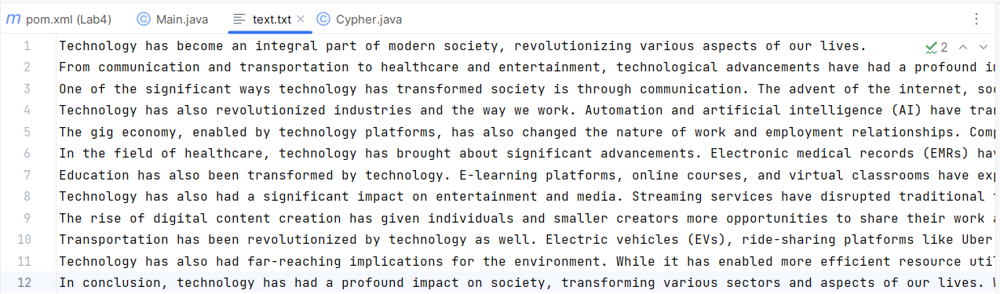 pom.xml (Lab4) Main.java text.txt Cypher.java
2
1 Technology has become an integral part of modern society, revolutionizing various aspects of our lives.
2 From communication and transportation to healthcare and entertainment, technological advancements have had a profound
3 One of the significant ways technology has transformed society is through communication. The advent of the internet,
4 Technology has also revolutionized industries and the way we work. Automation and artificial intelligence (AI) have
5 The gig economy, enabled by technology platforms, has also changed the nature of work and employment relationships.
6 In the field of healthcare, technology has brought about significant advancements. Electronic medical records (EMRs)
7 Education has also been transformed by technology. E-learning platforms, online courses, and virtual classrooms have
8 Technology has also had a significant impact on entertainment and media. Streaming services have disrupted traditional
9 The rise of digital content creation has given individuals and smaller creators more opportunities to share their work
10 Transportation has been revolutionized by technology as well. Electric vehicles (EVs), ride-sharing platforms like Uber
11 Technology has also had far-reaching implications for the environment. While it has enabled more efficient resource
12 In conclusion, technology has had a profound impact on society, transforming various sectors and aspects of our lives.